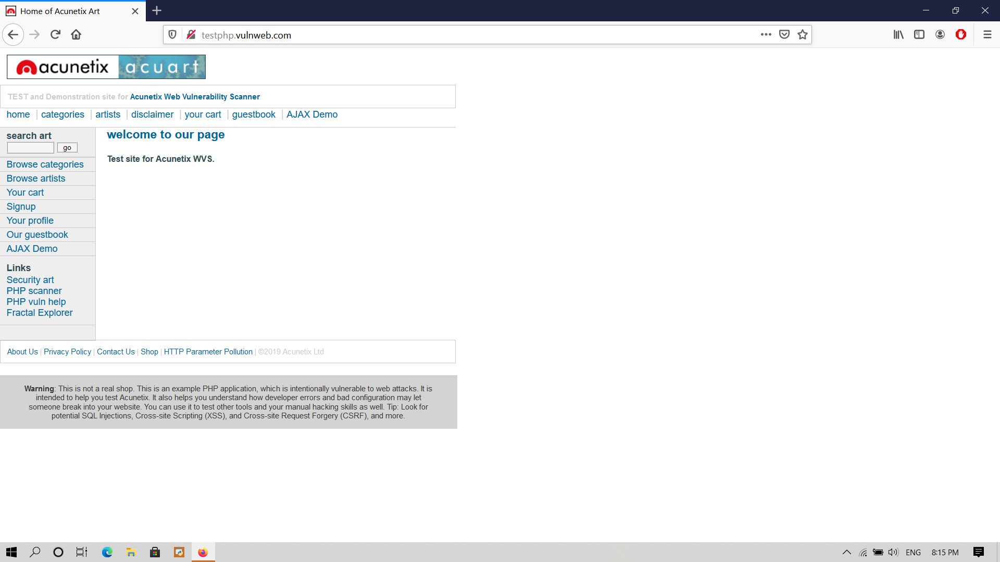 Home of Acunetix Art
testphp.vulnweb.com
acunetix acuart
TEST and Demonstration site for Acunetix Web Vulnerability Scanner
home | categories | artists | disclaimer | your cart | guestbook | AJAX Demo
search art
go
Browse categories
Browse artists
Your cart
Signup
Your profile
Our guestbook
AJAX Demo
Links
Security art
PHP scanner
PHP vuln help
Fractal Explorer
welcome to our page
Test site for Acunetix WVS.
About Us | Privacy Policy | Contact Us | Shop | HTTP Parameter Pollution | ©2019 Acunetix Ltd
Warning: This is not a real shop. This is an example PHP application, which is intentionally vulnerable to web attacks. It is
intended to help you test Acunetix. It also helps you understand how developer errors and bad configuration may let
someone break into your website. You can use it to test other tools and your manual hacking skills as well. Tip: Look for
potential SQL Injections, Cross-site Scripting (XSS), and Cross-site Request Forgery (CSRF), and more.
ENG 8:15 PM